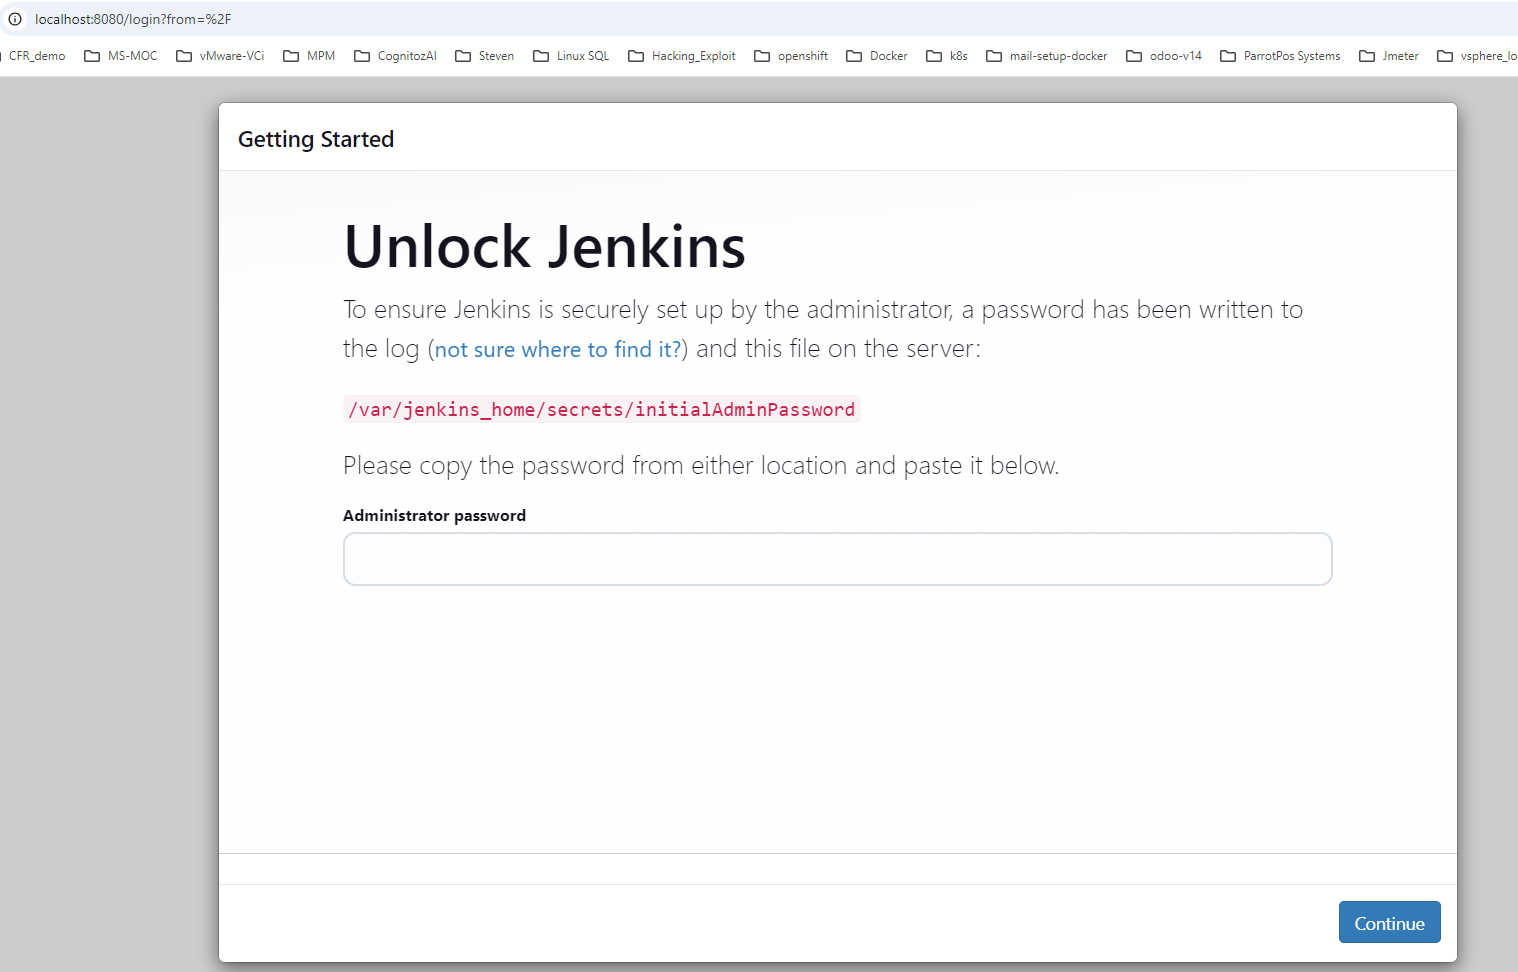 localhost:8080/login?from=%2F
CFR_demo MS-MOC vMware-VCi MPM CognitozAI Steven Linux SQL Hacking_Exploit openshift Docker k8s mail-setup-docker odoo-v14 ParrotPos Systems Jmeter vsphere_lo
Getting Started
Unlock Jenkins
To ensure Jenkins is securely set up by the administrator, a password has been written to
the log (not sure where to find it?) and this file on the server:
/var/jenkins_home/secrets/initialAdminPassword
Please copy the password from either location and paste it below.
Administrator password
Continue